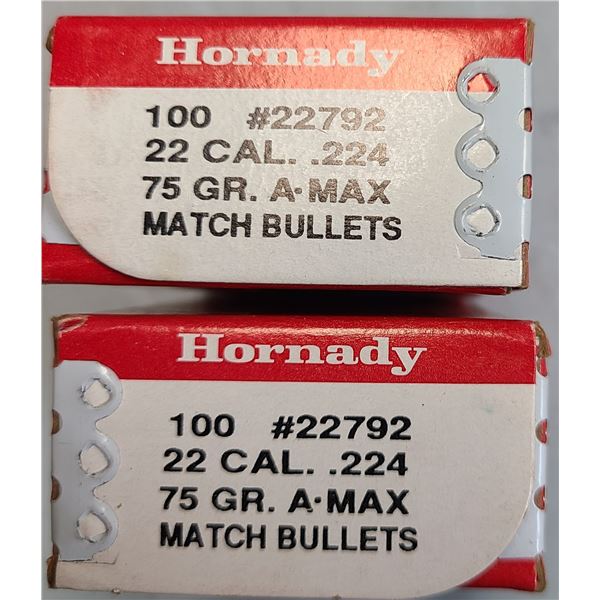 Hornady
100 #22792
22 CAL. .224
75 GR. A·MAX
MATCH BULLETS
Hornady
100 #22792
22 CAL. .224
75 GR. A·MAX
MATCH BULLETS